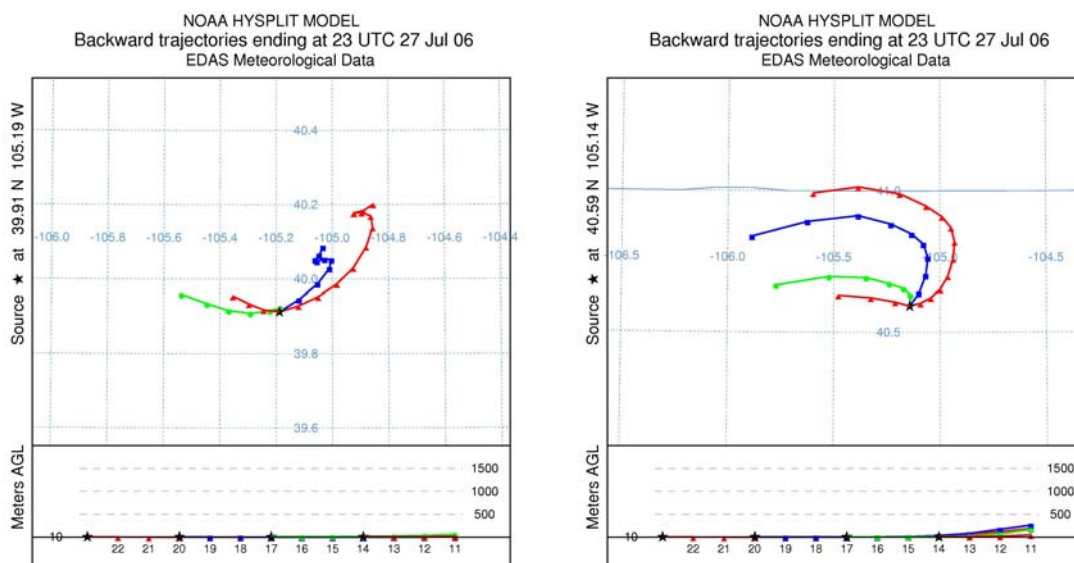 NOAA HYSPLIT MODEL
Backward trajectories ending at 23 UTC 27 Jul 06
EDAS Meteorological Data
Source ★ at 39.91 N 105.19 W
40.4
40.2
-106.0 -105.8 -105.6 -105.4 -105.2 -105.0 -104.8 -104.6 -104.4
40.0
39.8
39.6
Meters AGL
1500
1000
500
10
22 21 20 19 18 17 16 15 14 13 12 11
NOAA HYSPLIT MODEL
Backward trajectories ending at 23 UTC 27 Jul 06
EDAS Meteorological Data
Source ★ at 40.59 N 105.14 W
41.0
-106.5 -106.0 -105.5 -105.0 -104.5
40.5
Meters AGL
1500
1000
500
10
22 21 20 19 18 17 16 15 14 13 12 11